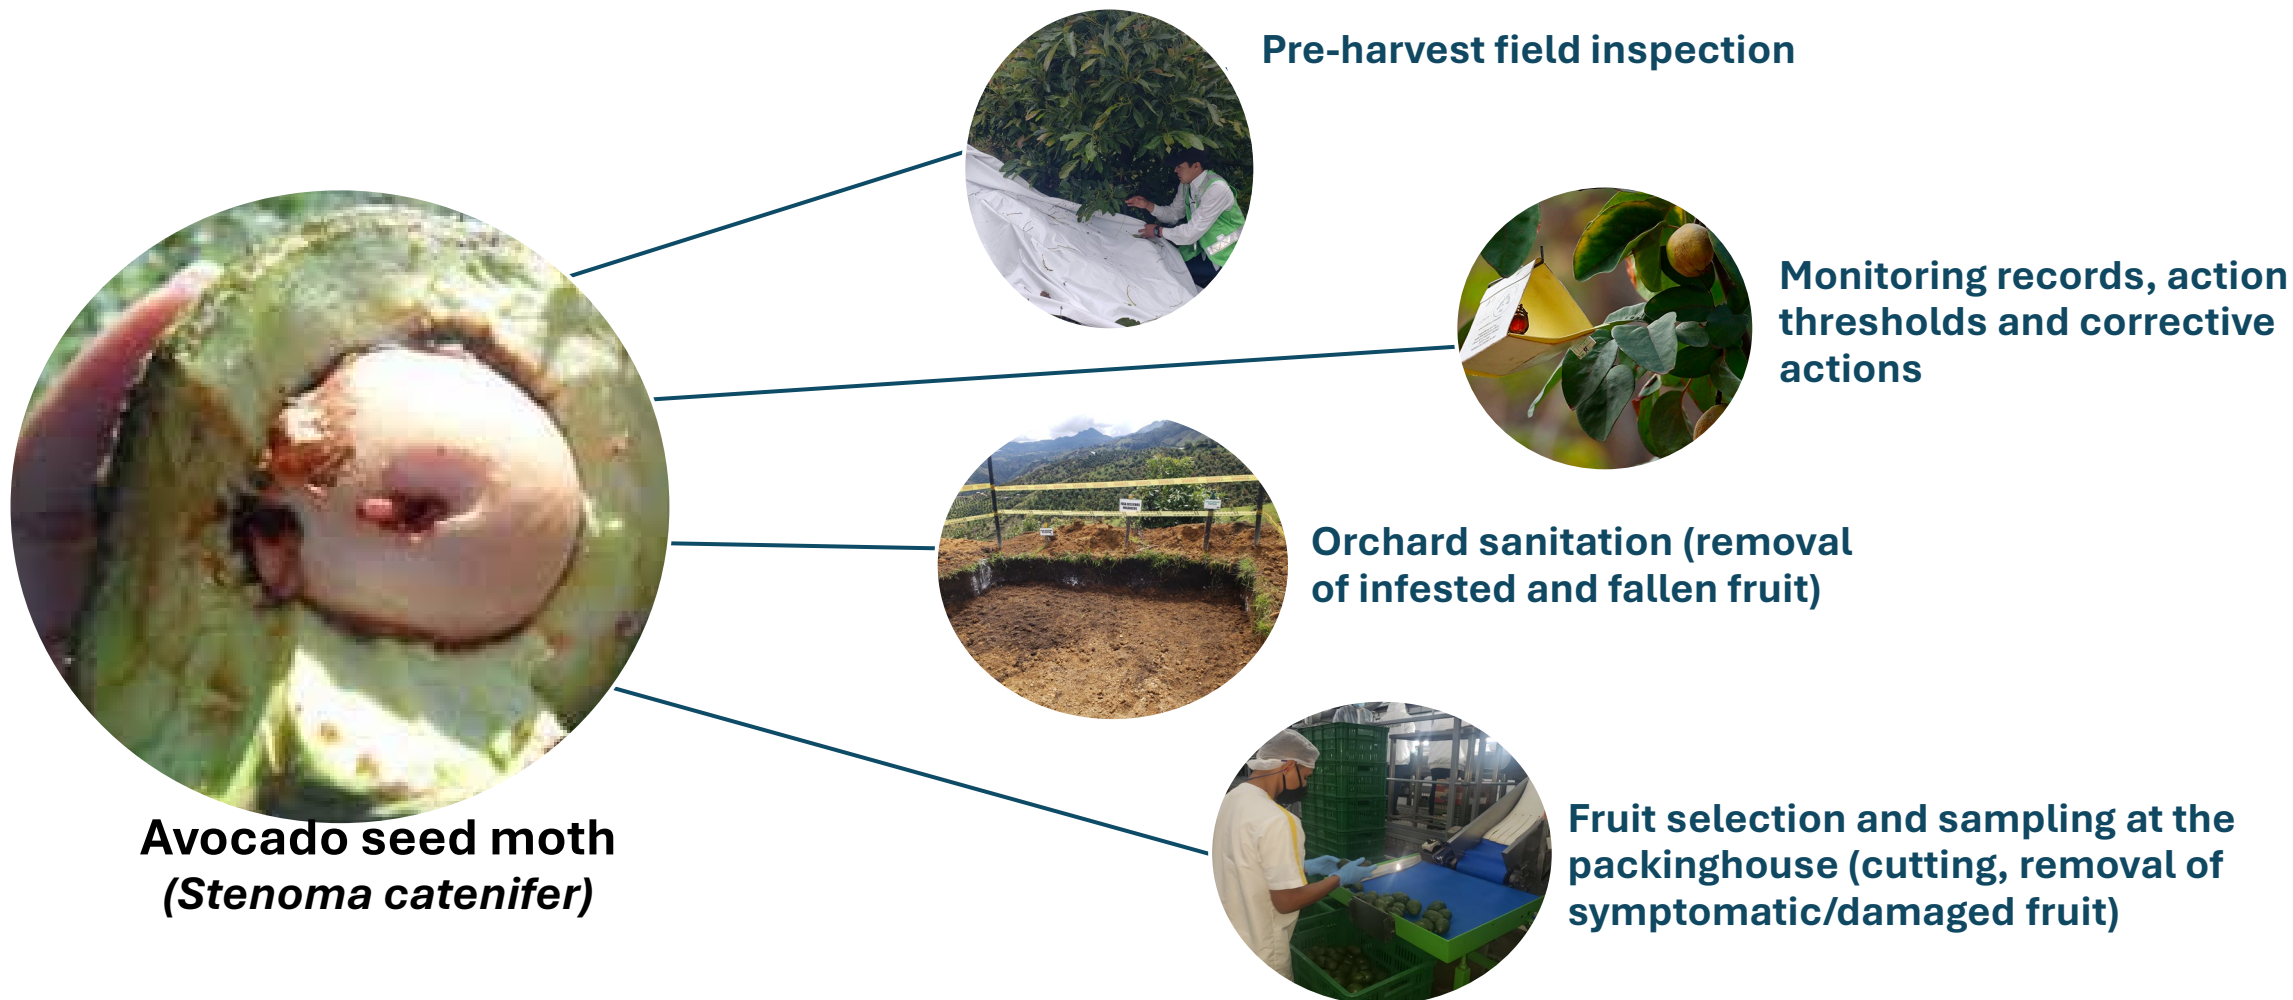 Pre-harvest field inspection
Monitoring records, action
thresholds and corrective
actions
Orchard sanitation (removal
of infested and fallen fruit)
Fruit selection and sampling at the
packinghouse (cutting, removal of
symptomatic/damaged fruit)
Avocado seed moth
(Stenoma catenifer)